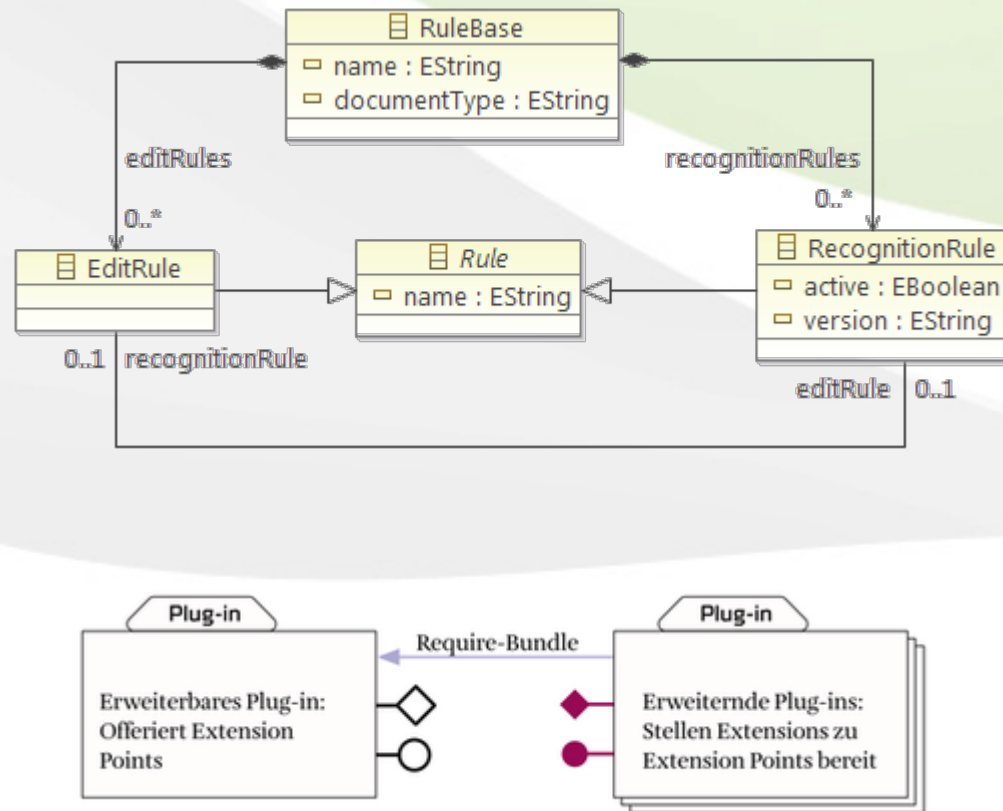 RuleBase
name : EString
documentType : EString
editRules
recognitionRules
0..*
0..*
EditRule
Rule
name : EString
RecognitionRule
active : EBoolean
version : EString
0..1 recognitionRule
editRule 0..1
Plug-in
Plug-in
Require-Bundle
Erweiterbares Plug-in:
Offeriert Extension
Points
Erweiternde Plug-ins:
Stellen Extensions zu
Extension Points bereit